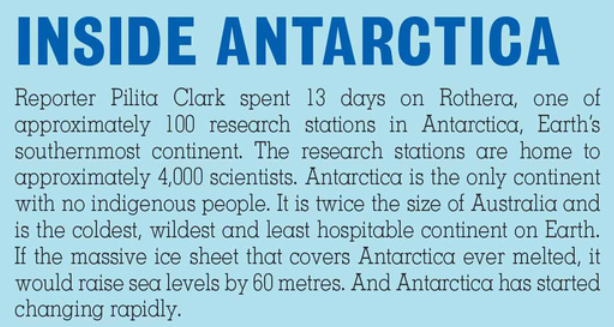 INSIDE ANTARCTICA
Reporter Pilita Clark spent 13 days on Rothera, one of
approximately 100 research stations in Antarctica, Earth’s
southernmost continent. The research stations are home to
approximately 4,000 scientists. Antarctica is the only continent
with no indigenous people. It is twice the size of Australia and
is the coldest, wildest and least hospitable continent on Earth.
If the massive ice sheet that covers Antarctica ever melted, it
would raise sea levels by 60 metres. And Antarctica has started
changing rapidly.